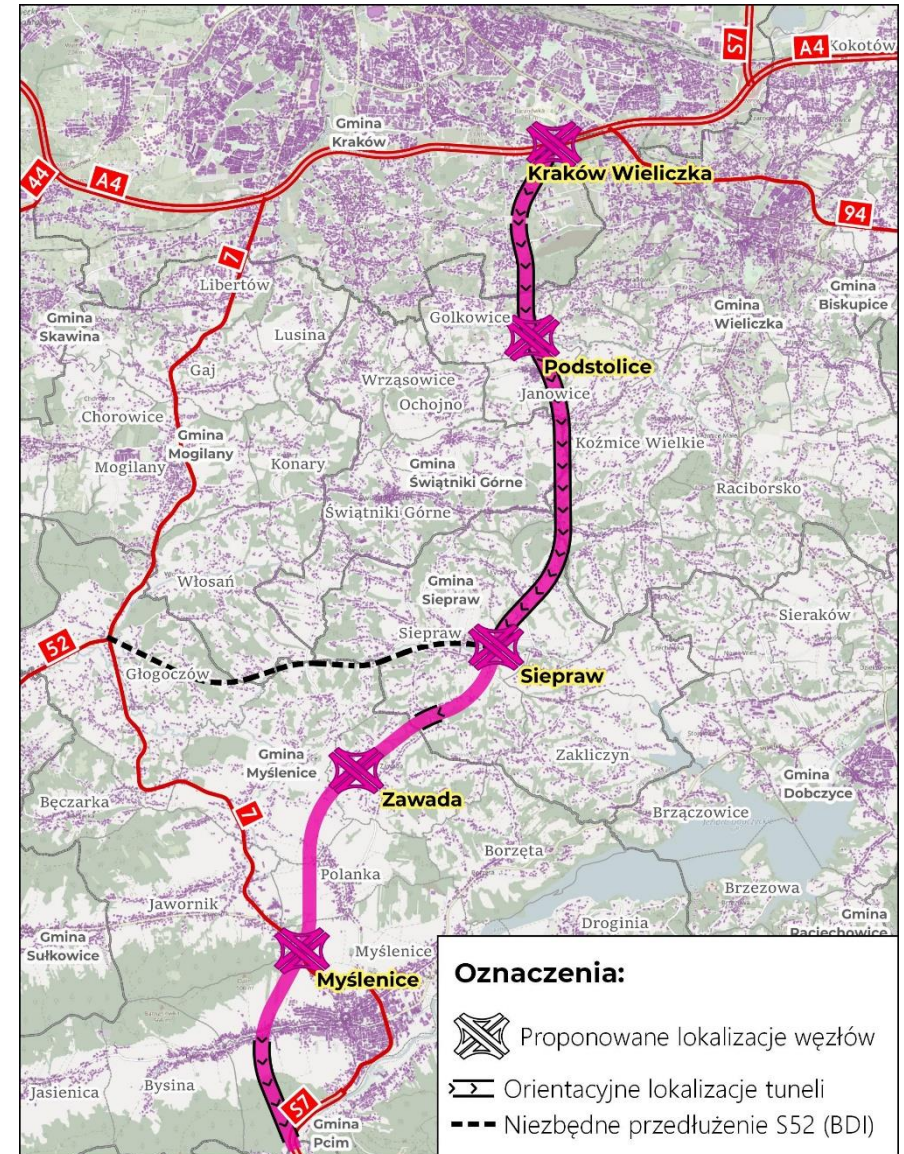 S7
A4
Kokotów
Gmina
Kraków
Kraków Wieliczka
44
A4
94
7
Libertów
Gmina
Skawina
Lusina
Golkowice
Gmina
Wieliczka
Gmina
Biskupice
Gaj
Podstolice
Wrząsowice
Janowice
Ochojno
Chorowice
Gmina
Mogilany
Koźmice Wielkie
Mogilany
Konary
Gmina
Świątniki Górne
Raciborsko
Świątniki Górne
Włosań
Gmina
Siepraw
Sieraków
Siepraw
52
Głogoczów
Siepraw
Zakliczyn
Gmina
Myślenice
Gmina
Dobczyce
Zawada
Bęczarka
7
Brzączowice
Borzęta
Polanka
Brzezowa
Jawornik
Droginia
Gmina
Raciechowice
Gmina
Sułkowice
Myślenice
Myślenice
Jasienica
Bysina
S7
Gmina
Pcim
Oznaczenia:
Proponowane lokalizacje węzłów
Orientacyjne lokalizacje tuneli
Niezbędne przedłużenie S52 (BDI)